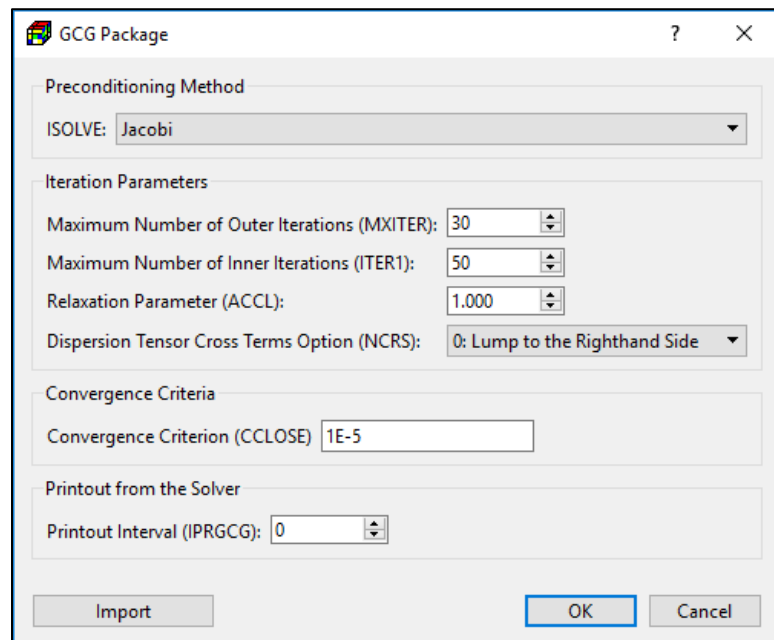 GCG Package ?
Preconditioning Method
ISOLVE: Jacobi
Iteration Parameters
Maximum Number of Outer Iterations (MXITER): 30
Maximum Number of Inner Iterations (ITER1): 50
Relaxation Parameter (ACCL): 1.000
Dispersion Tensor Cross Terms Option (NCRS): 0: Lump to the Righthand Side
Convergence Criteria
Convergence Criterion (CCLOSE) 1E-5
Printout from the Solver
Printout Interval (IPRGCG): 0
Import OK Cancel